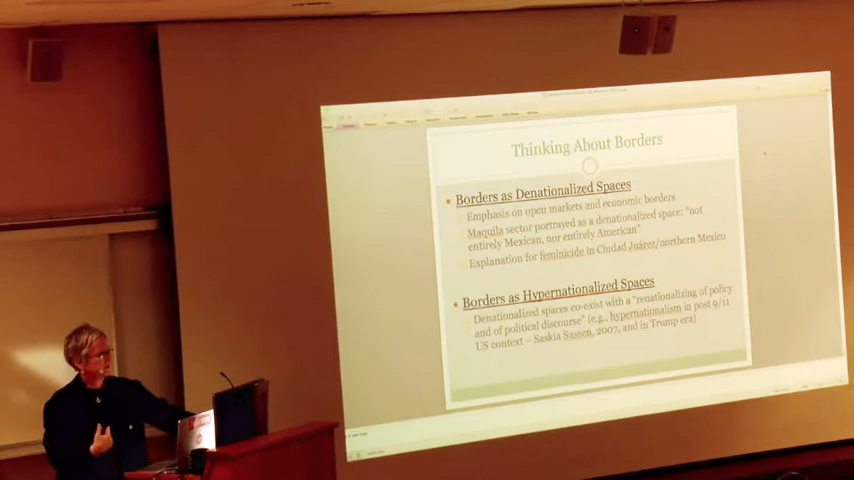 Thinking About Borders
• Borders as Denationalized Spaces
Emphasis on open markets and economic borders
Maquila sector portrayed as a denationalized space: "not
entirely Mexican, nor entirely American"
Explanation for feminicide in Ciudad Juárez/northern Mexico
• Borders as Hypernationalized Spaces
Denationalized spaces co-exist with a "renationalizing of policy
and of political discourse" (e.g., hypernationalism in post 9/11
US context – Saskia Sassen, 2007, and in Trump era)